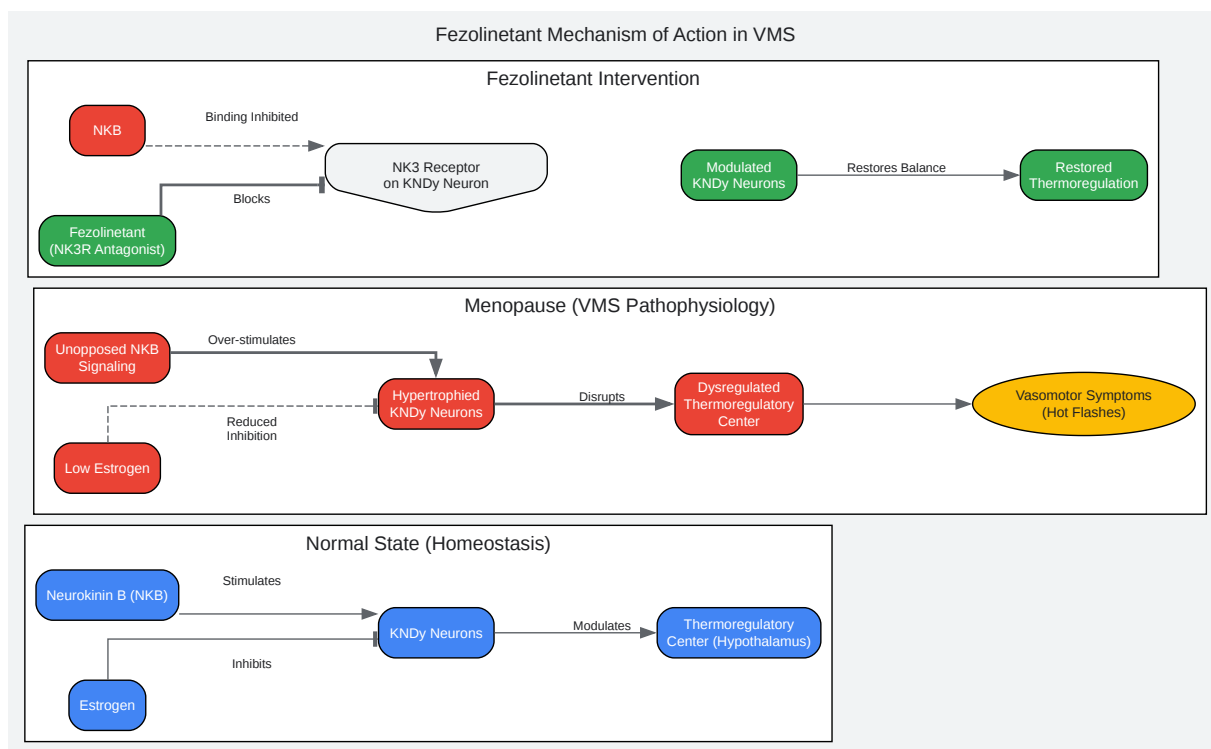 Fezolinetant Mechanism of Action in VMS
Fezolinetant Intervention
NKB
Binding Inhibited
NK3 Receptor
on KNDy Neuron
Blocks
Fezolinetant
(NK3R Antagonist)
Modulated
KNDy Neurons
Restores Balance
Restored
Thermoregulation
Menopause (VMS Pathophysiology)
Unopposed NKB
Signaling
Over-stimulates
Hypertrophied
KNDy Neurons
Reduced
Inhibition
Low Estrogen
Disrupts
Dysregulated
Thermoregulatory
Center
Vasomotor Symptoms
(Hot Flashes)
Normal State (Homeostasis)
Neurokinin B (NKB)
Stimulates
KNDy Neurons
Inhibits
Estrogen
Modulates
Thermoregulatory
Center (Hypothalamus)